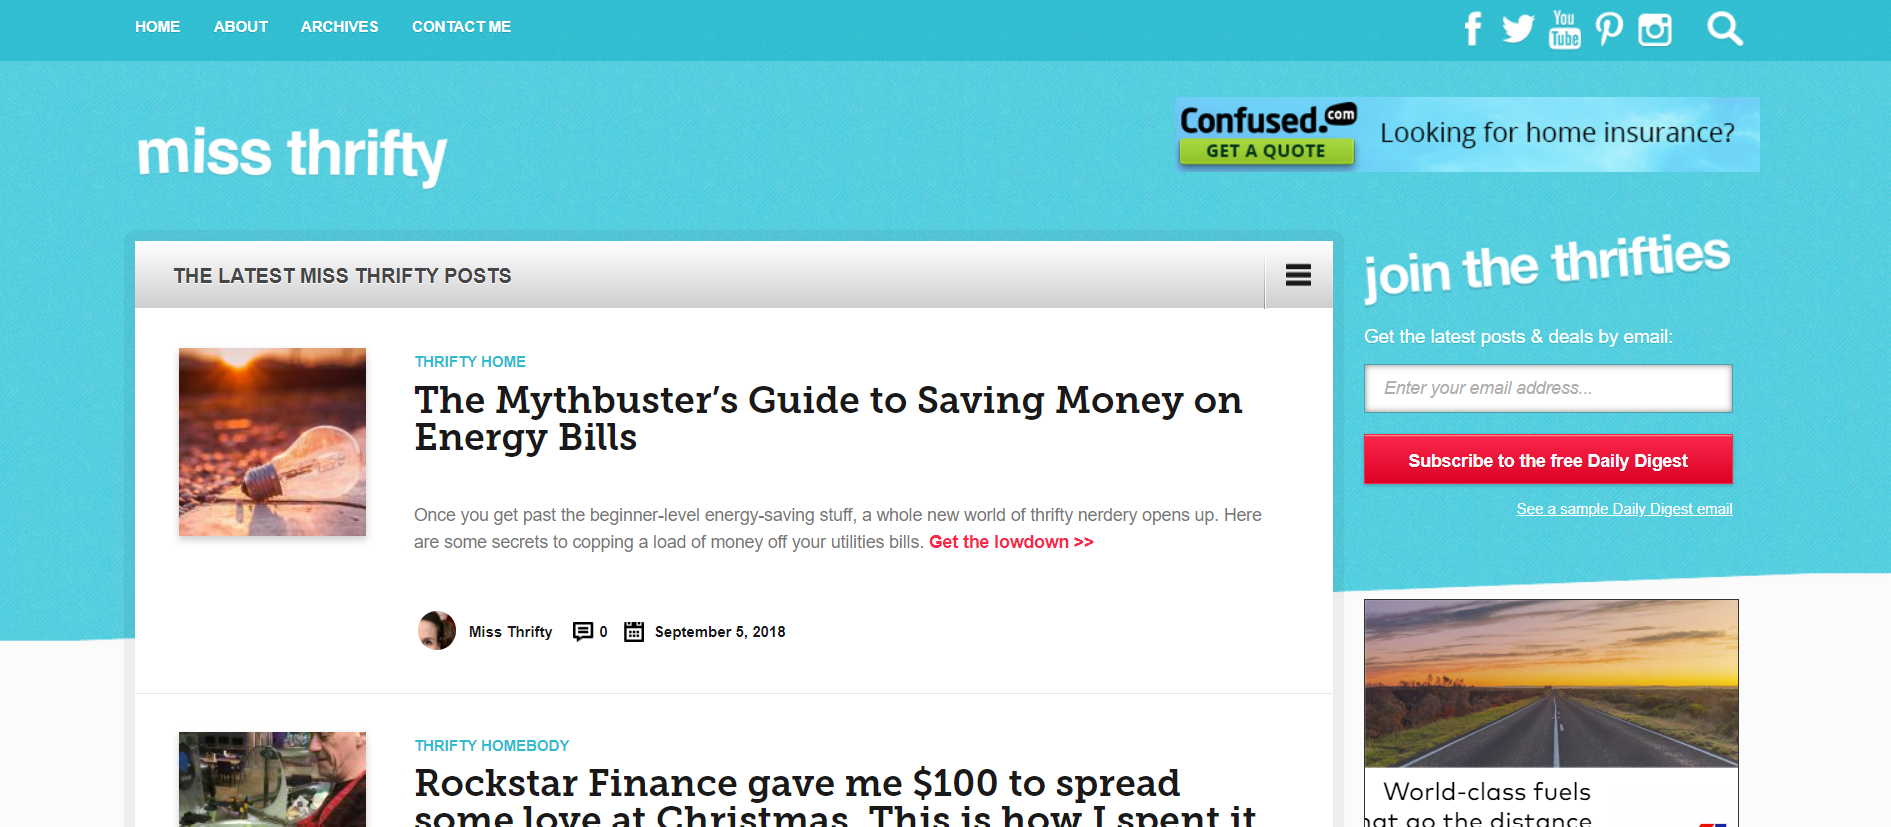 HOME ABOUT ARCHIVES CONTACT ME
You
Tube
miss thrifty
Confused.com
GET A QUOTE
Looking for home insurance?
THE LATEST MISS THRIFTY POSTS
join the thrifties
Get the latest posts & deals by email:
Enter your email address...
Subscribe to the free Daily Digest
See a sample Daily Digest email
THRIFTY HOME
The Mythbuster’s Guide to Saving Money on
Energy Bills
Once you get past the beginner-level energy-saving stuff, a whole new world of thrifty nerdery opens up. Here
are some secrets to copping a load of money off your utilities bills. Get the lowdown >>
Miss Thrifty 0 September 5, 2018
THRIFTY HOMEBODY
Rockstar Finance gave me $100 to spread
some love at Christmas. This is how I spent it
World-class fuels
hat go the distance